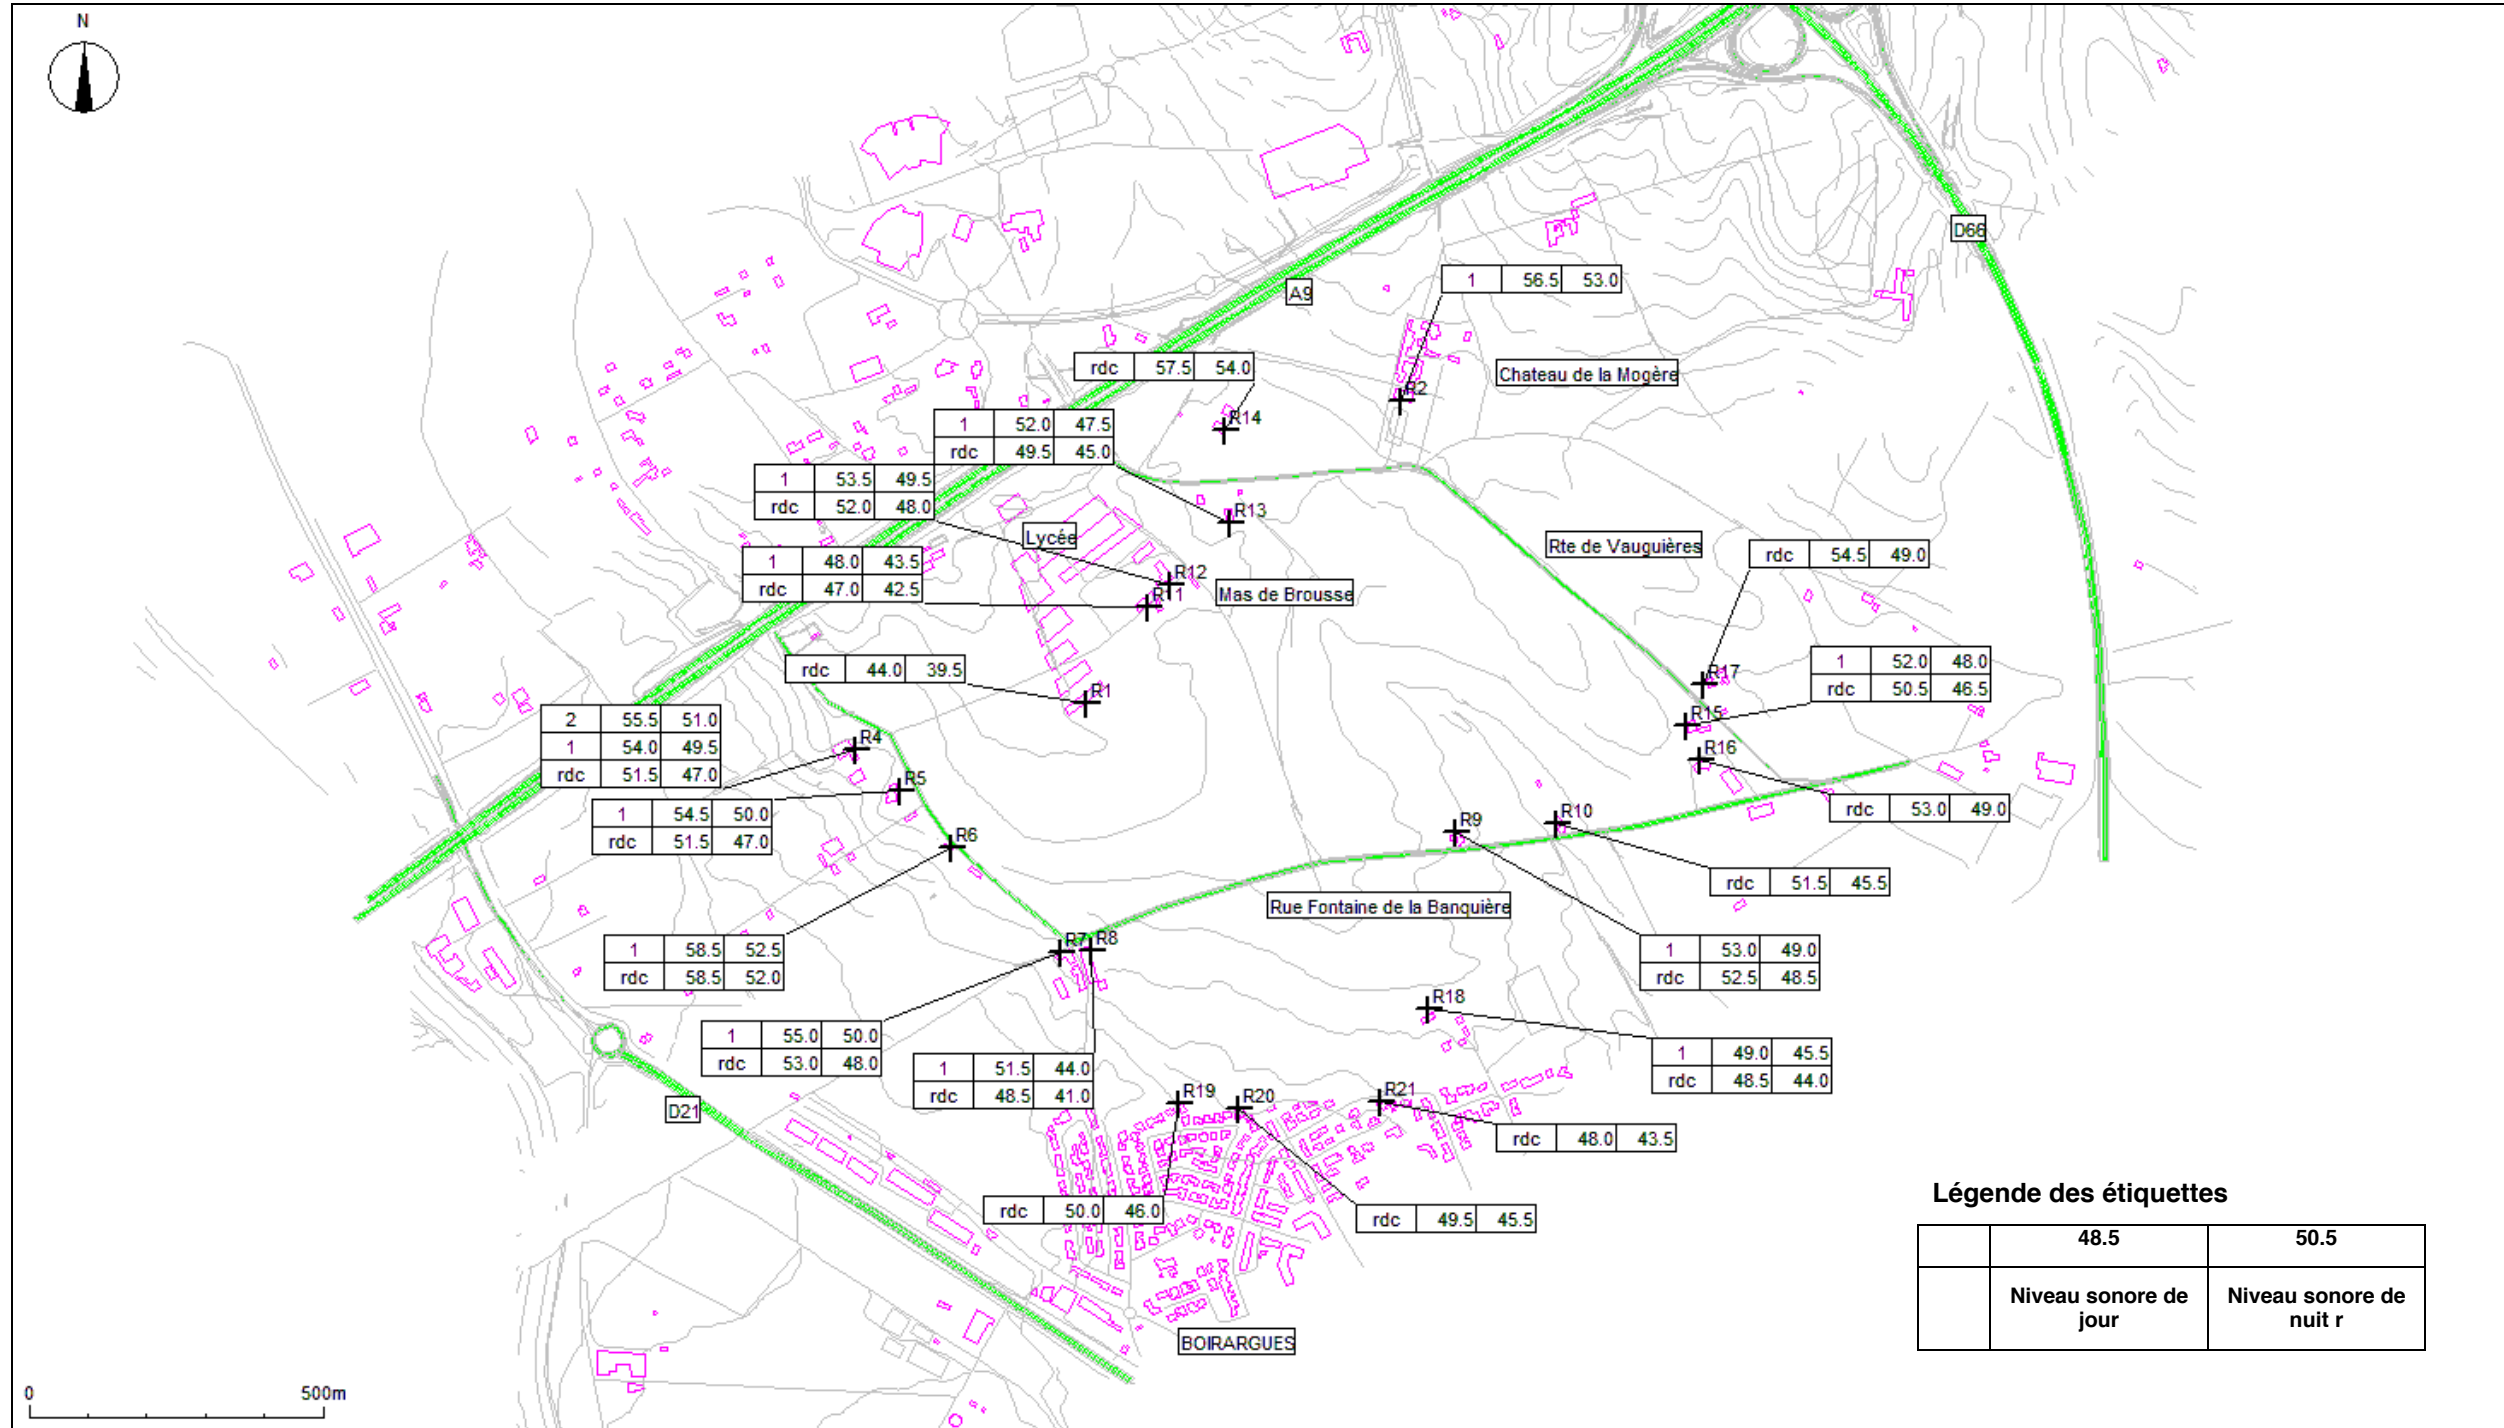 N
D66
1 56.5 53.0
A9
rdc 57.5 54.0
Chateau de la Mogère
R2
R14
1 52.0 47.5
rdc 49.5 45.0
1 53.5 49.5
rdc 52.0 48.0
R13
Lycée
Rte de Vauguières
rdc 54.5 49.0
1 48.0 43.5
rdc 47.0 42.5
R12
R11
Mas de Brousse
rdc 44.0 39.5
R1
R17
1 52.0 48.0
rdc 50.5 46.5
2 55.5 51.0
1 54.0 49.5
rdc 51.5 47.0
R4
R15
R16
R5
1 54.5 50.0
rdc 51.5 47.0
rdc 53.0 49.0
R6
R9
R10
rdc 51.5 45.5
Rue Fontaine de la Banquière
1 58.5 52.5
rdc 58.5 52.0
R7
R8
1 53.0 49.0
rdc 52.5 48.5
R18
1 55.0 50.0
rdc 53.0 48.0
1 51.5 44.0
rdc 48.5 41.0
1 49.0 45.5
rdc 48.5 44.0
D21
R19
R20
R21
rdc 48.0 43.5
rdc 50.0 46.0
rdc 49.5 45.5
Légende des étiquettes
48.5 50.5
Niveau sonore de jour
Niveau sonore de nuit r
BOIRARGUES
0 500m